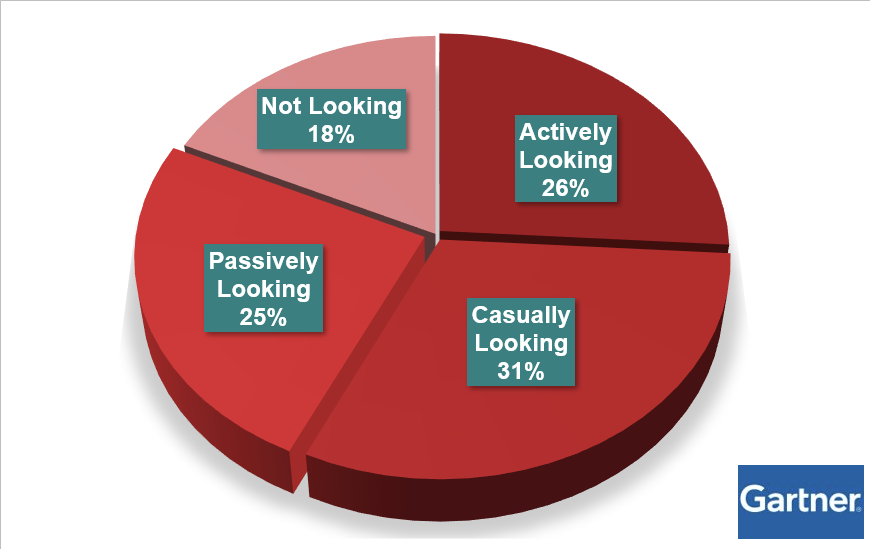 Not Looking
18%
Actively
Looking
26%
Passively
Looking
25%
Casually
Looking
31%
Gartner®